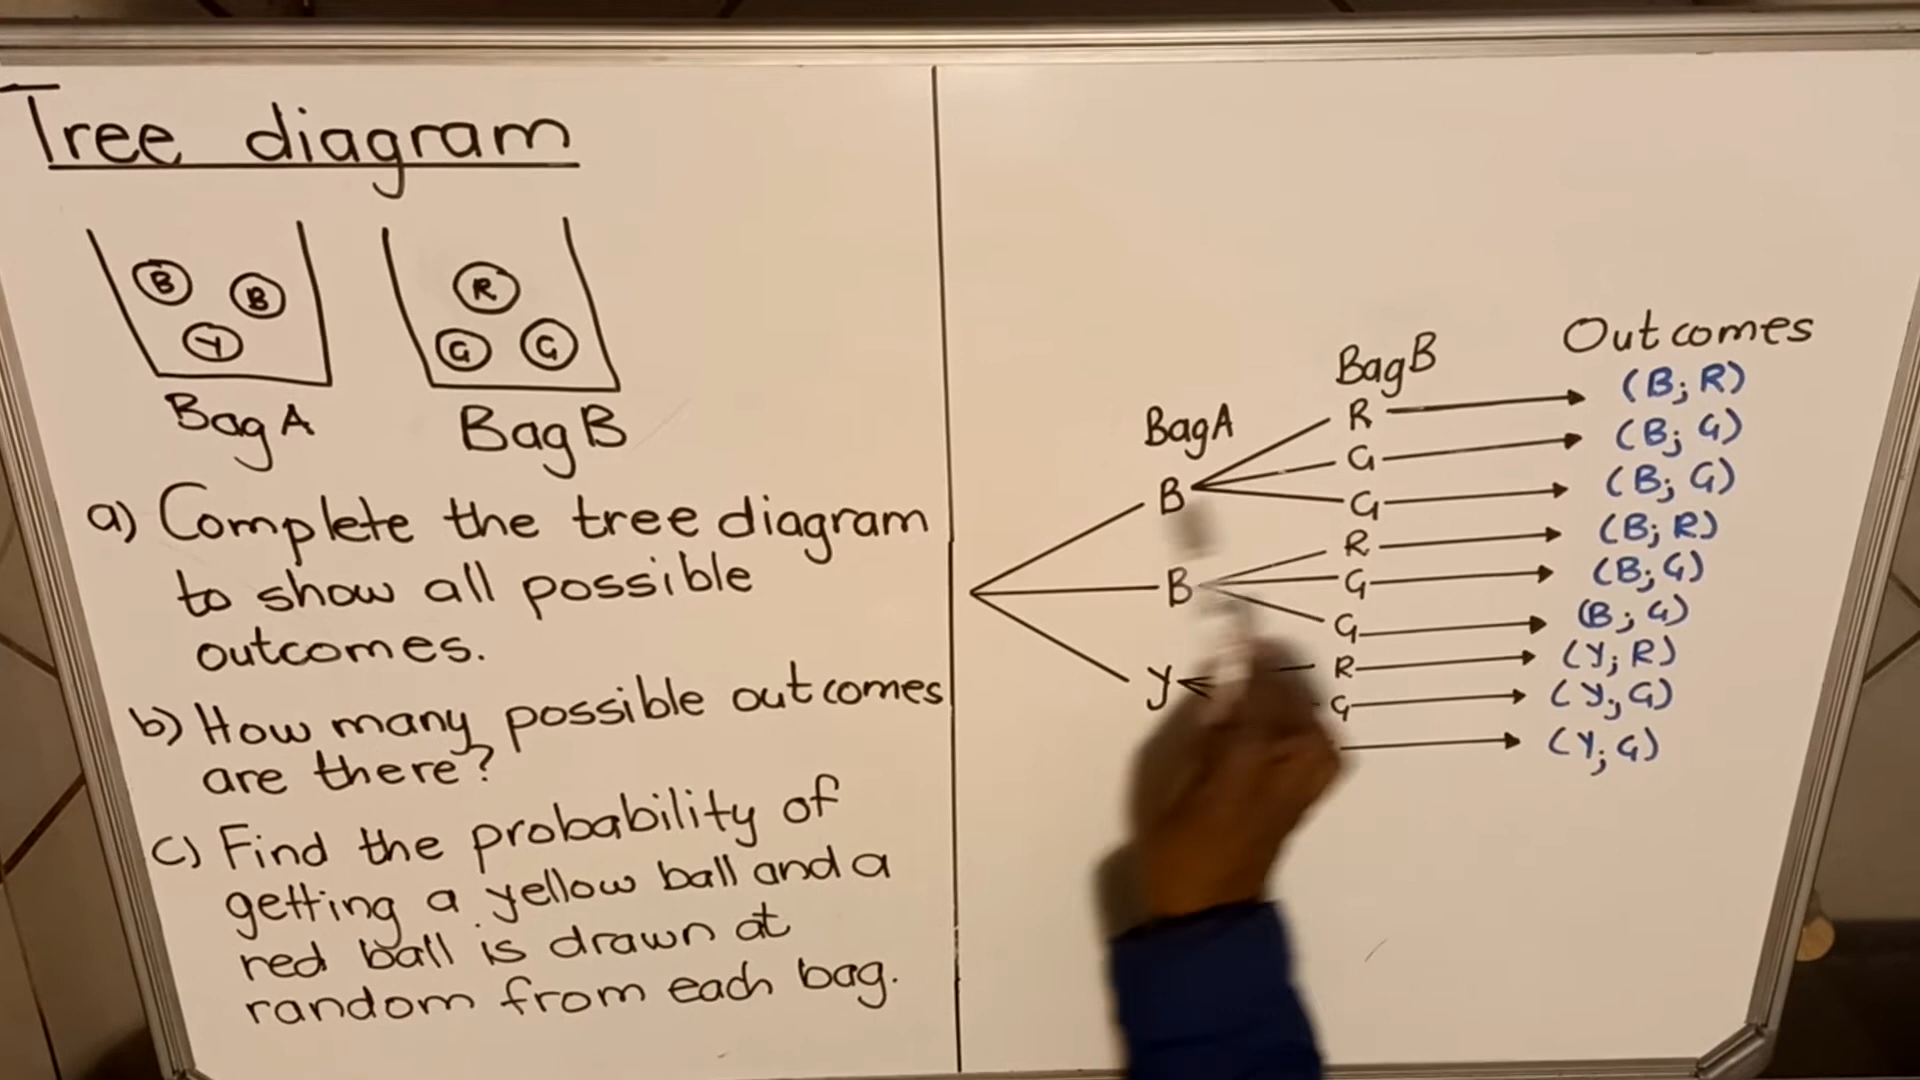 Tree diagram
B B
Y
Bag A
R
G G
Bag B
a) Complete the tree diagram
to show all possible
outcomes.
b) How many possible outcomes
are there?
c) Find the probability of
getting a yellow ball and a
red ball is drawn at
random from each bag.
Bag A
B
B
Y
Bag B
R
G
G
R
G
G
R
G
Outcomes
(B; R)
(B; G)
(B; G)
(B; R)
(B; G)
(B; G)
(Y; R)
(Y, G)
(Y; G)